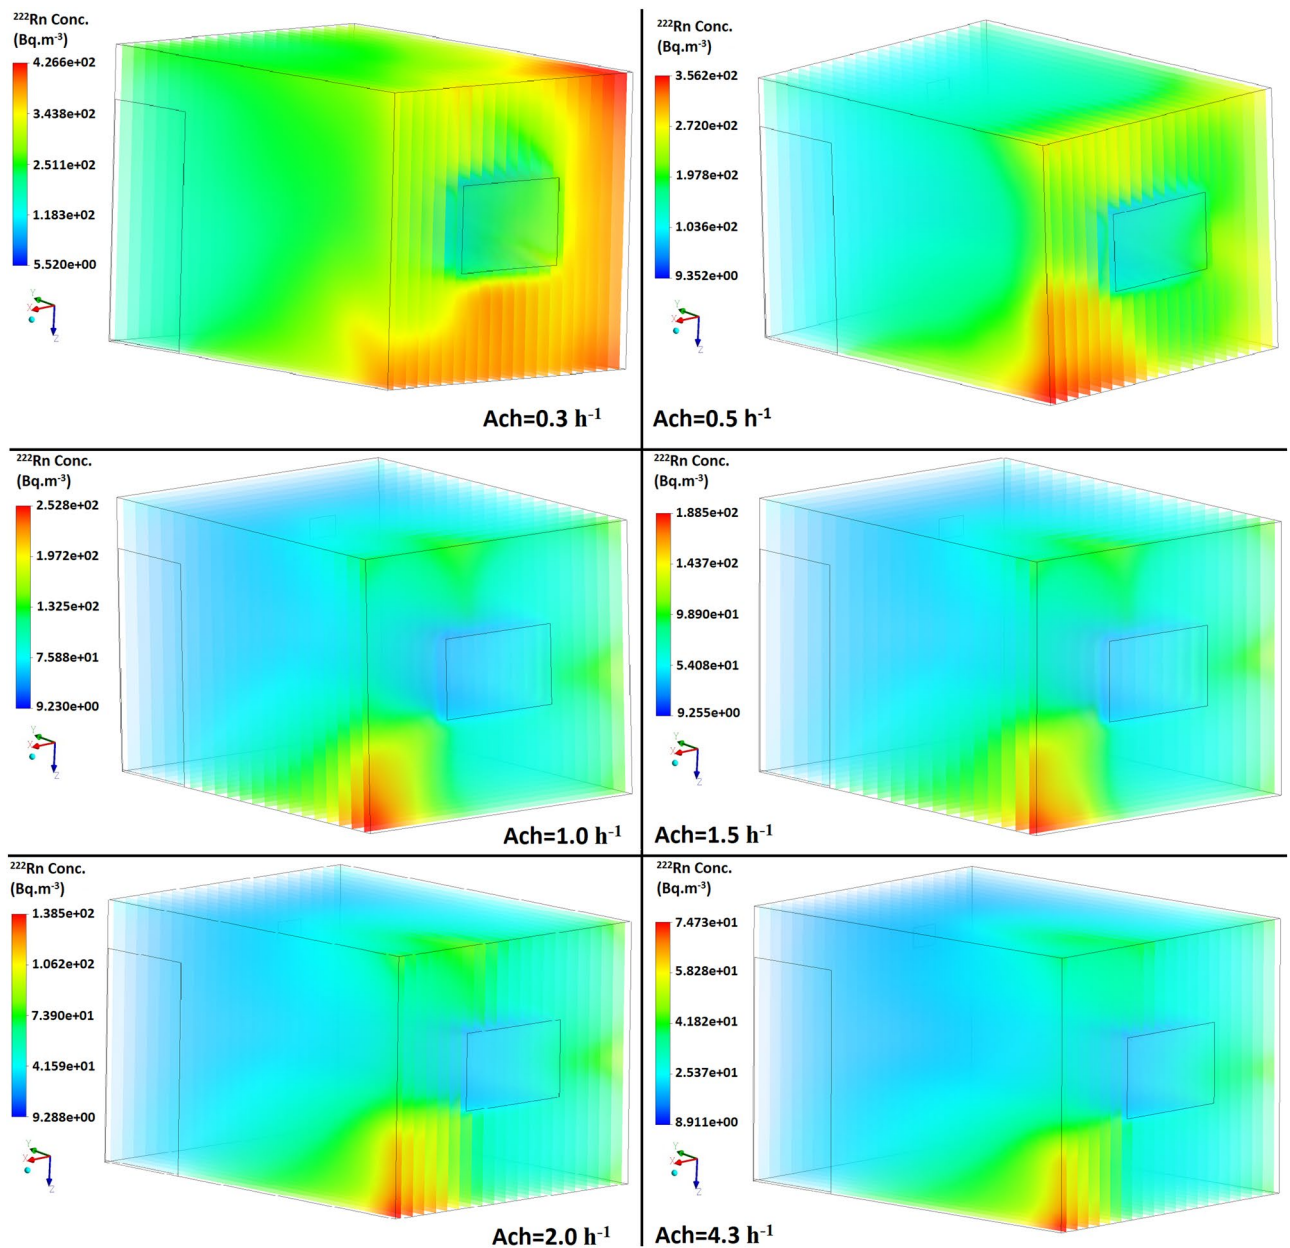 ²²²Rn Conc.
(Bq.m⁻³)
4.266e+02
3.438e+02
2.511e+02
1.183e+02
5.520e+00
Y
X
Z
Ach=0.3 h⁻¹
²²²Rn Conc.
(Bq.m⁻³)
3.562e+02
2.720e+02
1.978e+02
1.036e+02
9.352e+00
Y
X
Z
Ach=0.5 h⁻¹
²²²Rn Conc.
(Bq.m⁻³)
2.528e+02
1.972e+02
1.325e+02
7.588e+01
9.230e+00
Y
X
Z
Ach=1.0 h⁻¹
²²²Rn Conc.
(Bq.m⁻³)
1.885e+02
1.437e+02
9.890e+01
5.408e+01
9.255e+00
Y
X
Z
Ach=1.5 h⁻¹
²²²Rn Conc.
(Bq.m⁻³)
1.385e+02
1.062e+02
7.390e+01
4.159e+01
9.288e+00
Y
X
Z
Ach=2.0 h⁻¹
²²²Rn Conc.
(Bq.m⁻³)
7.473e+01
5.828e+01
4.182e+01
2.537e+01
8.911e+00
Y
X
Z
Ach=4.3 h⁻¹